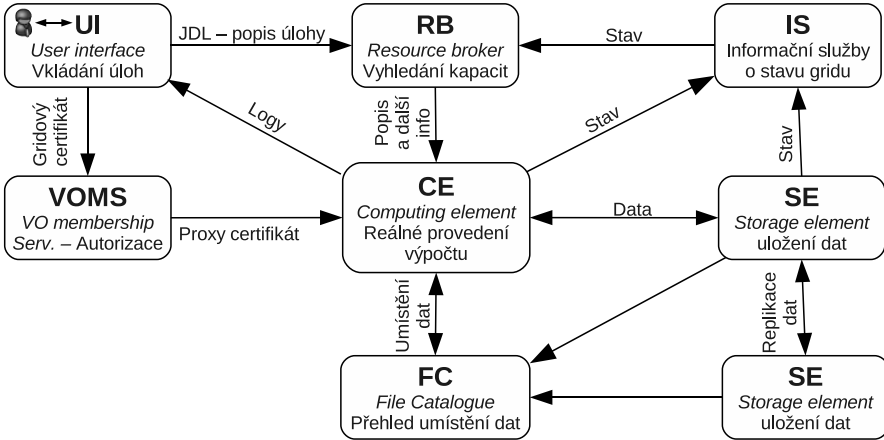 UI
User interface
Vkládání úloh
JDL – popis úlohy
RB
Resource broker
Vyhledání kapacit
Stav
IS
Informační služby
o stavu gridu
Gridový
certifikát
Logy
Popis
a další
info
Stav
Stav
VOMS
VO membership
Serv. – Autorizace
Proxy certifikát
CE
Computing element
Reálné provedení
výpočtu
Data
SE
Storage element
uložení dat
Umístění
dat
Replikace
dat
FC
File Catalogue
Přehled umístění dat
SE
Storage element
uložení dat